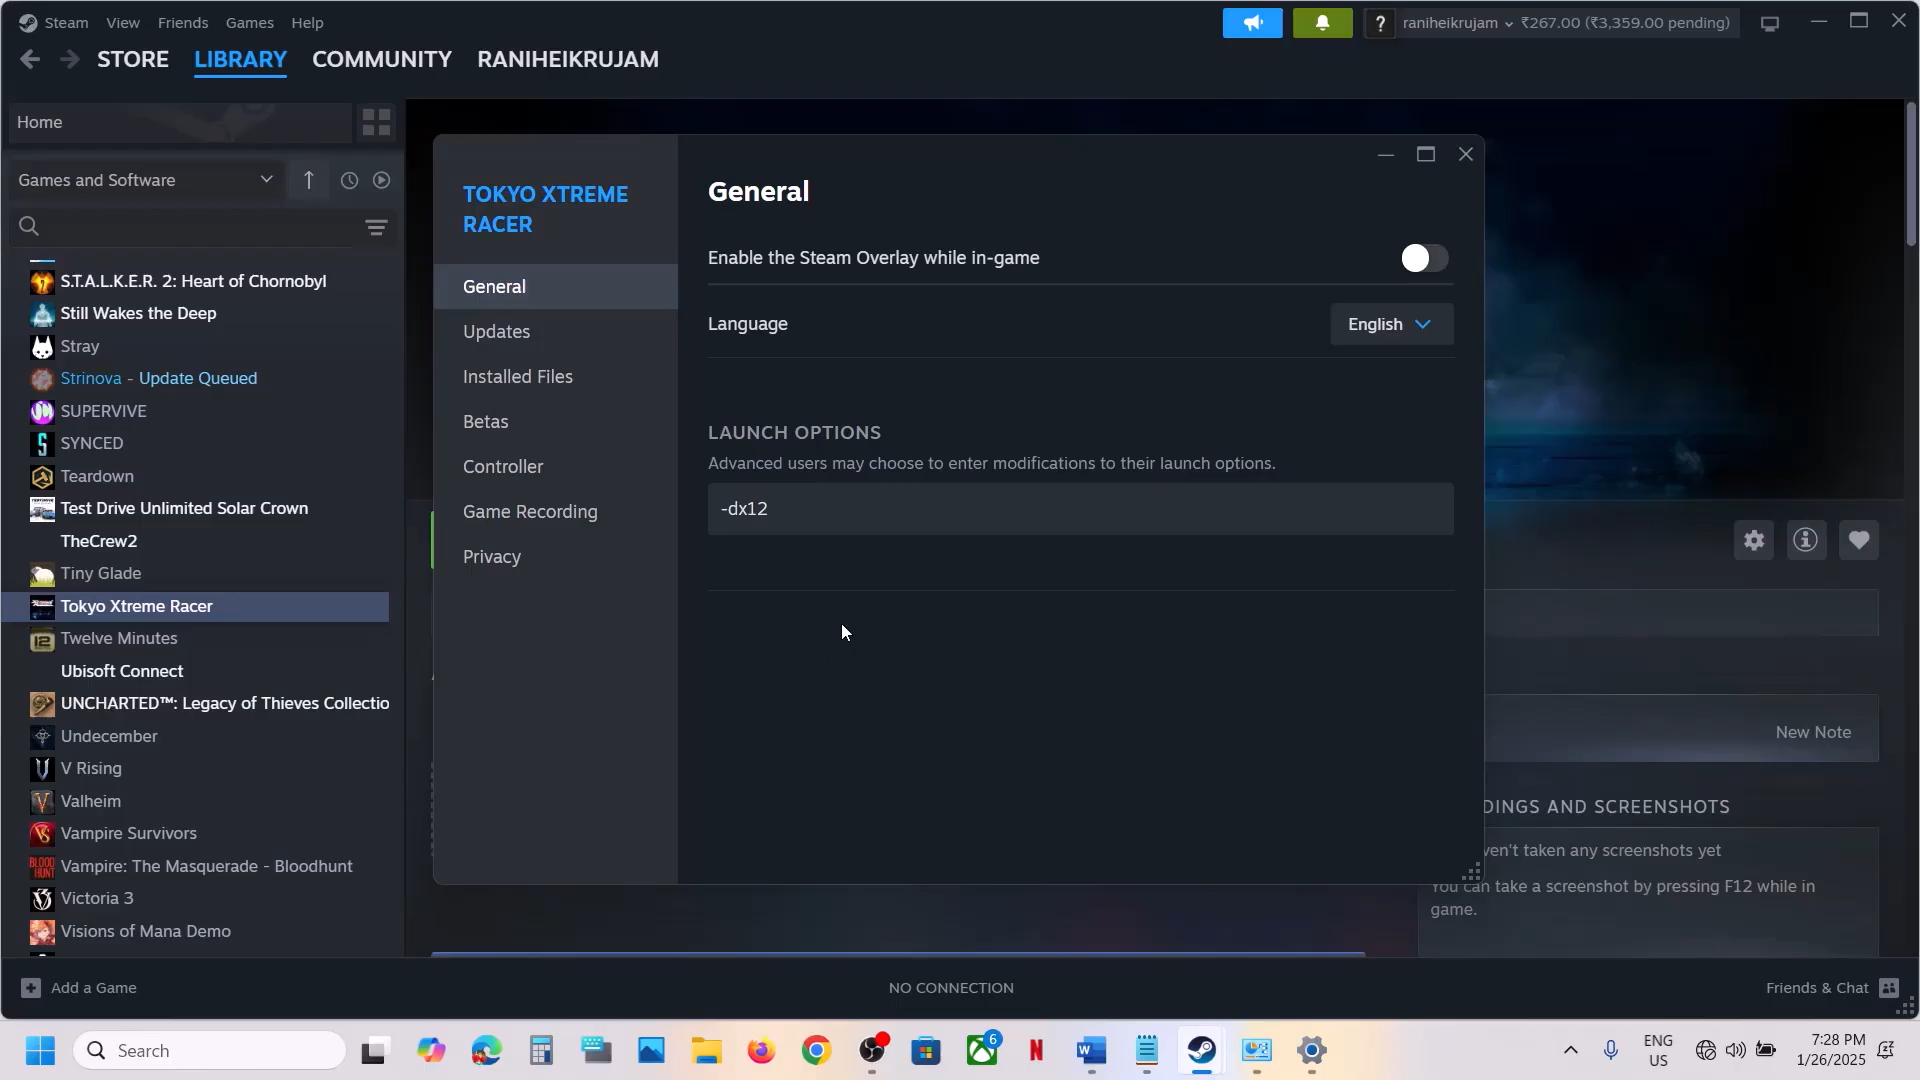 Steam View Friends Games Help
? raniheikrujam ₹267.00 (₹3,359.00 pending)
STORE LIBRARY COMMUNITY RANIHEIKRUJAM
Home
Games and Software
S.T.A.L.K.E.R. 2: Heart of Chornobyl
Still Wakes the Deep
Stray
Strinova - Update Queued
SUPERVIVE
SYNCED
Teardown
Test Drive Unlimited Solar Crown
TheCrew2
Tiny Glade
Tokyo Xtreme Racer
Twelve Minutes
Ubisoft Connect
UNCHARTED™: Legacy of Thieves Collectio
Undecember
V Rising
Valheim
Vampire Survivors
Vampire: The Masquerade - Bloodhunt
Victoria 3
Visions of Mana Demo
TOKYO XTREME
RACER
General
Updates
Installed Files
Betas
Controller
Game Recording
Privacy
General
Enable the Steam Overlay while in-game
Language English
LAUNCH OPTIONS
Advanced users may choose to enter modifications to their launch options.
-dx12
New Note
DINGS AND SCREENSHOTS
ven't taken any screenshots yet
You can take a screenshot by pressing F12 while in
game.
Add a Game NO CONNECTION Friends & Chat
Search
6
ENG
US
7:28 PM
1/26/2025